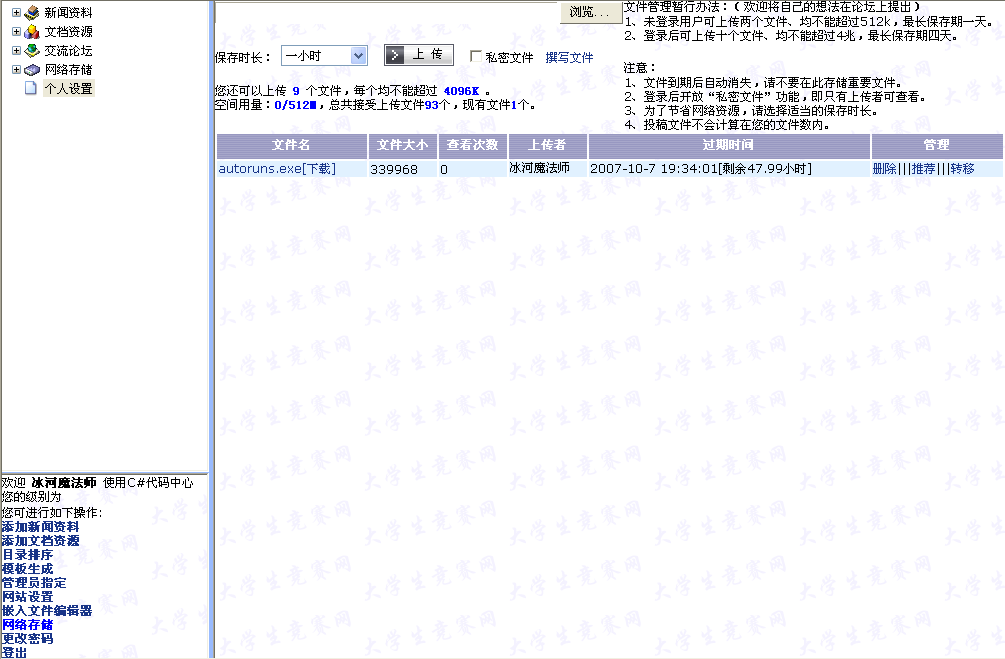 新闻资料
文档资源
交流论坛
网络存储
个人设置
浏览...
保存时长： 一小时 上 传 私密文件 撰写文件
您还可以上传 9 个文件，每个均不能超过 4096K 。
空间用量：0/512M，总共接受上传文件93个，现有文件1个。
文件管理暂行办法：( 欢迎将自己的想法在论坛上提出 )
1、未登录用户可上传两个文件、均不能超过512k，最长保存期一天。
2、登录后可上传十个文件、均不能超过4兆，最长保存期四天。
注意：
1、文件到期后自动消失，请不要在此存储重要文件。
2、登录后开放“私密文件”功能，即只有上传者可查看。
3、为了节省网络资源，请选择适当的保存时长。
4、投稿文件不会计算在您的文件数内。
文件名 文件大小 查看次数 上传者 过期时间 管理
autoruns.exe[下载] 339968 0 冰河魔法师 2007-10-7 19:34:01[剩余47.99小时] 删除|||推荐|||转移
大学生竞赛网
欢迎 冰河魔法师 使用C#代码中心
您的级别为
您可进行如下操作:
添加新闻资料
添加文档资源
目录排序
模板生成
管理员指定
网站设置
嵌入文件编辑器
网络存储
更改密码
登出